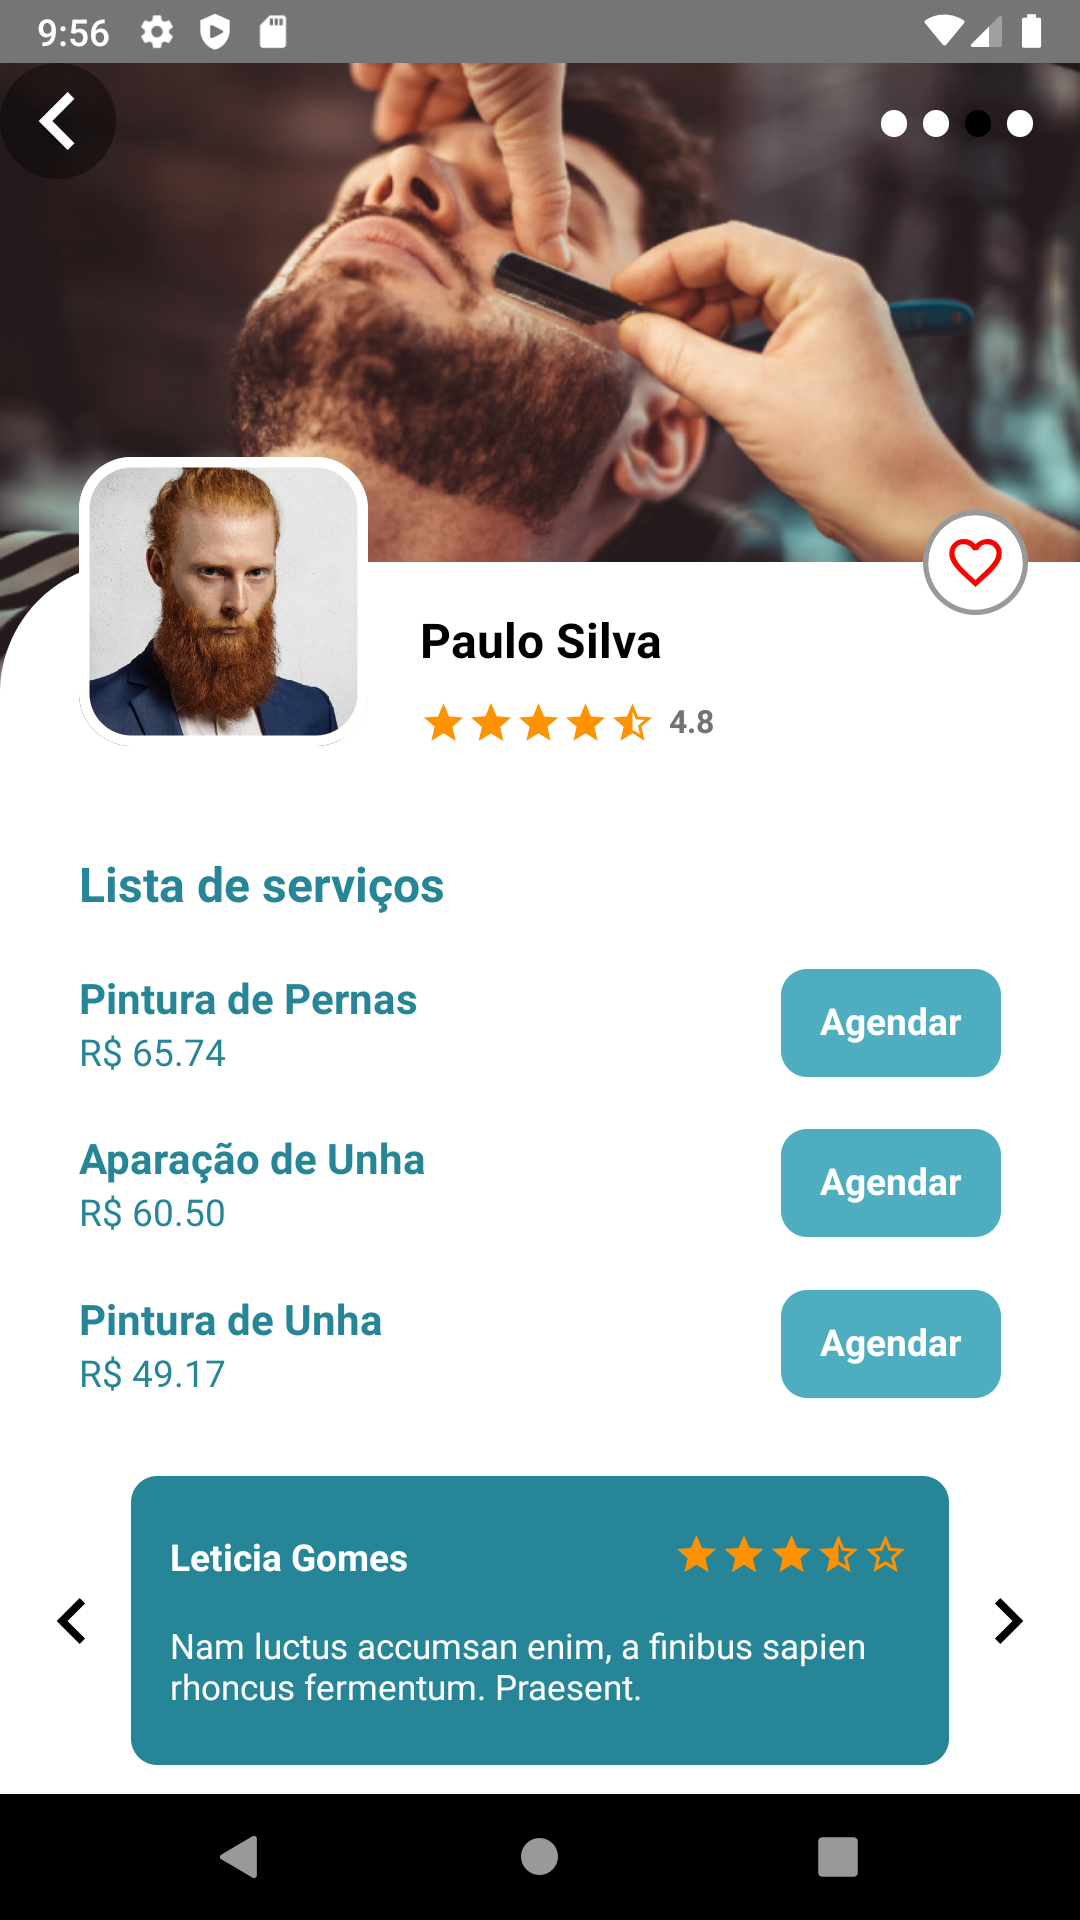 9:56
Paulo Silva
4.8
Lista de serviços
Pintura de Pernas
R$ 65.74
Agendar
Aparação de Unha
R$ 60.50
Agendar
Pintura de Unha
R$ 49.17
Agendar
Leticia Gomes
Nam luctus accumsan enim, a finibus sapien
rhoncus fermentum. Praesent.